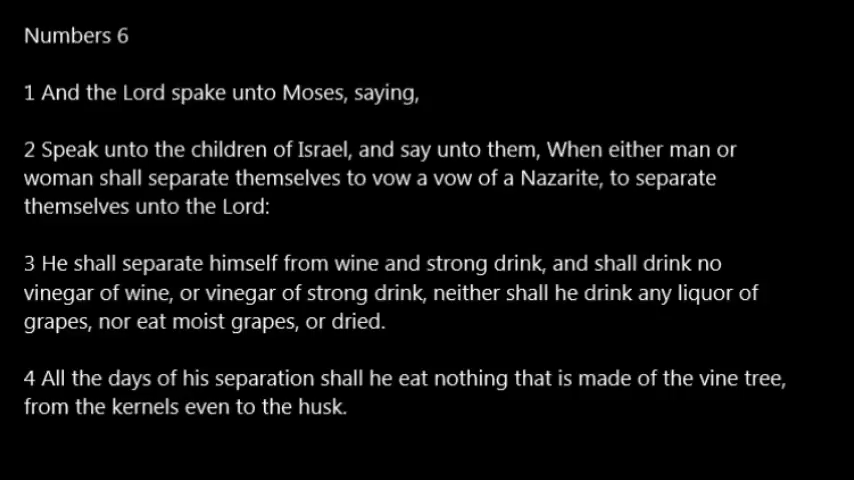 Numbers 6
1 And the Lord spake unto Moses, saying,
2 Speak unto the children of Israel, and say unto them, When either man or
woman shall separate themselves to vow a vow of a Nazarite, to separate
themselves unto the Lord:
3 He shall separate himself from wine and strong drink, and shall drink no
vinegar of wine, or vinegar of strong drink, neither shall he drink any liquor of
grapes, nor eat moist grapes, or dried.
4 All the days of his separation shall he eat nothing that is made of the vine tree,
from the kernels even to the husk.